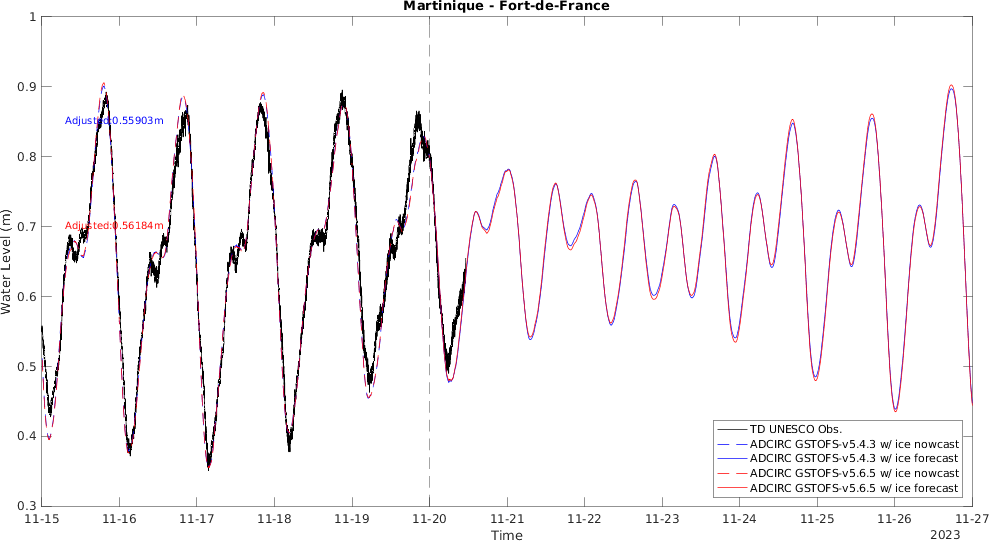 Martinique - Fort-de-France
Water Level (m)
1
0.9
0.8
0.7
0.6
0.5
0.4
0.3
Adjusted:0.55903m
Adjusted:0.56184m
TD UNESCO Obs.
ADCIRC GSTOFS-v5.4.3 w/ ice nowcast
ADCIRC GSTOFS-v5.4.3 w/ ice forecast
ADCIRC GSTOFS-v5.6.5 w/ ice nowcast
ADCIRC GSTOFS-v5.6.5 w/ ice forecast
11-15 11-16 11-17 11-18 11-19 11-20 11-21 11-22 11-23 11-24 11-25 11-26 11-27
Time
2023